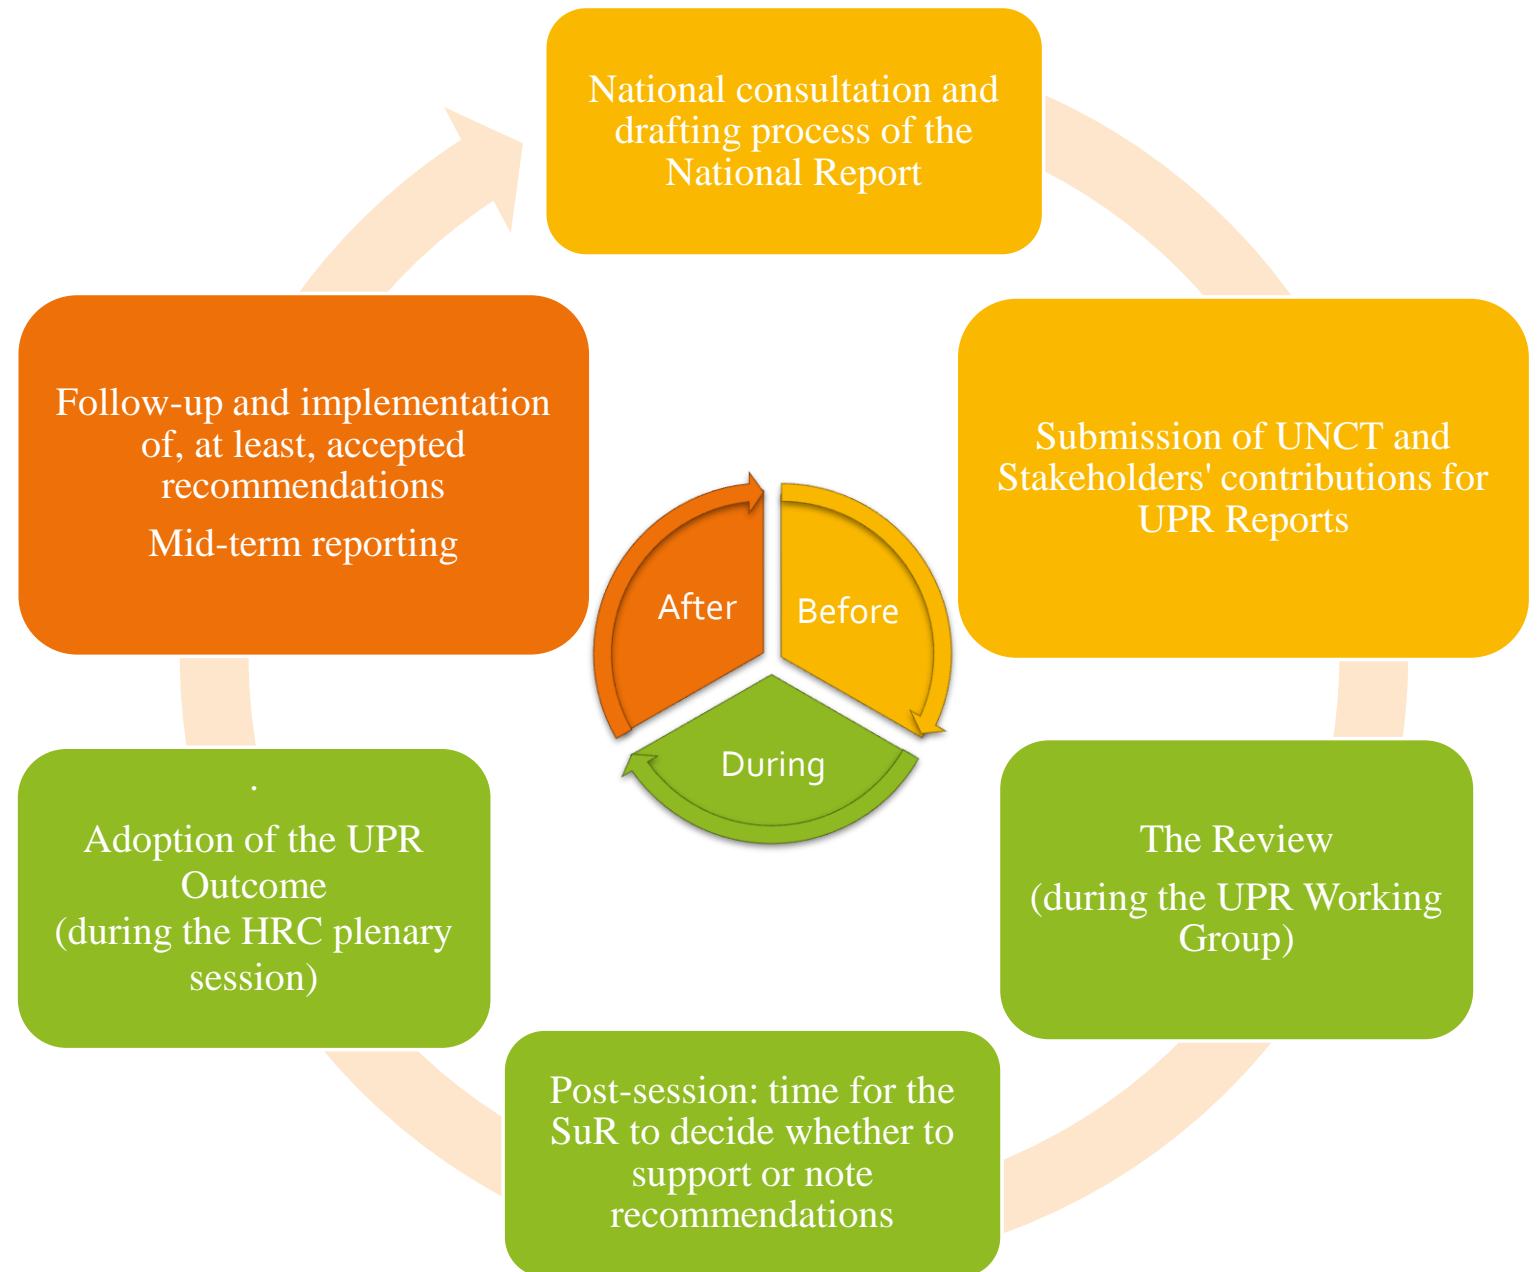 National consultation and
drafting process of the
National Report
Submission of UNCT and
Stakeholders' contributions for
UPR Reports
The Review
(during the UPR Working
Group)
Post-session: time for the
SuR to decide whether to
support or note
recommendations
.
Adoption of the UPR
Outcome
(during the HRC plenary
session)
Follow-up and implementation
of, at least, accepted
recommendations
Mid-term reporting
Before
During
After